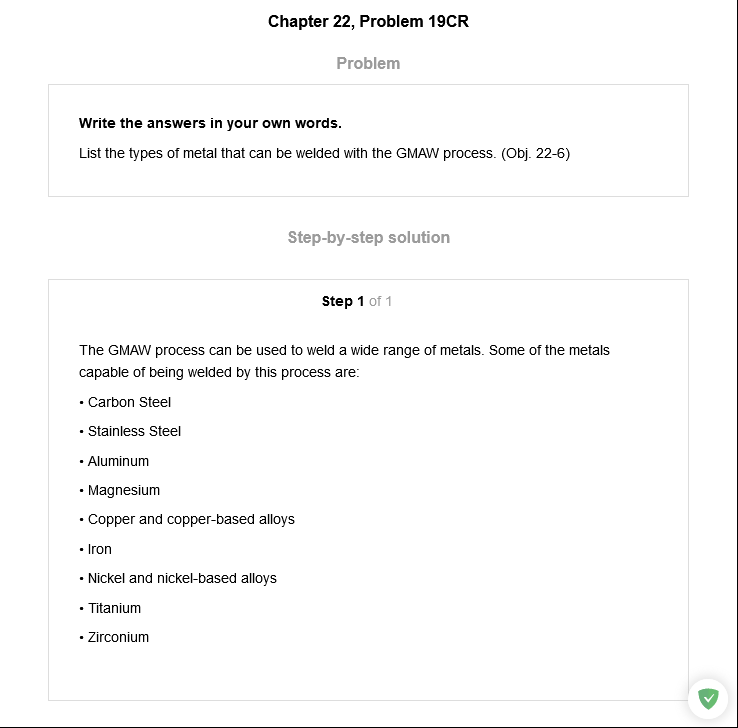 Chapter 22, Problem 19CR
Problem
Write the answers in your own words.
List the types of metal that can be welded with the GMAW process. (Obj. 22-6)
Step-by-step solution
Step 1 of 1
The GMAW process can be used to weld a wide range of metals. Some of the metals
capable of being welded by this process are:
• Carbon Steel
• Stainless Steel
• Aluminum
• Magnesium
• Copper and copper-based alloys
• Iron
• Nickel and nickel-based alloys
• Titanium
• Zirconium